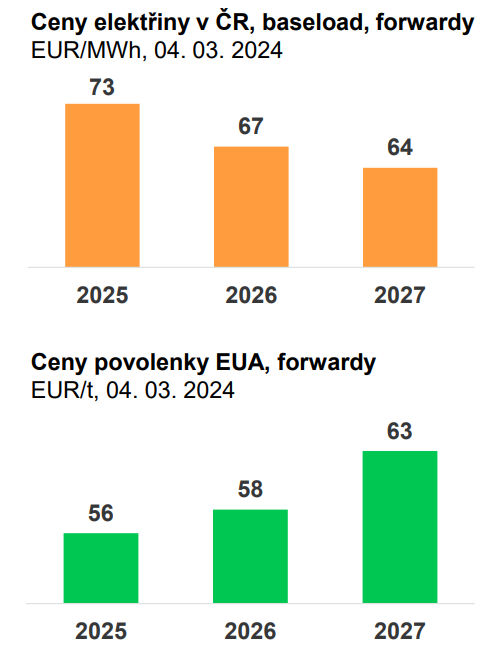 Ceny elektřiny v ČR, baseload, forwardy
EUR/MWh, 04. 03. 2024
73
67
64
2025 2026 2027
Ceny povolenky EUA, forwardy
EUR/t, 04. 03. 2024
63
58
56
2025 2026 2027